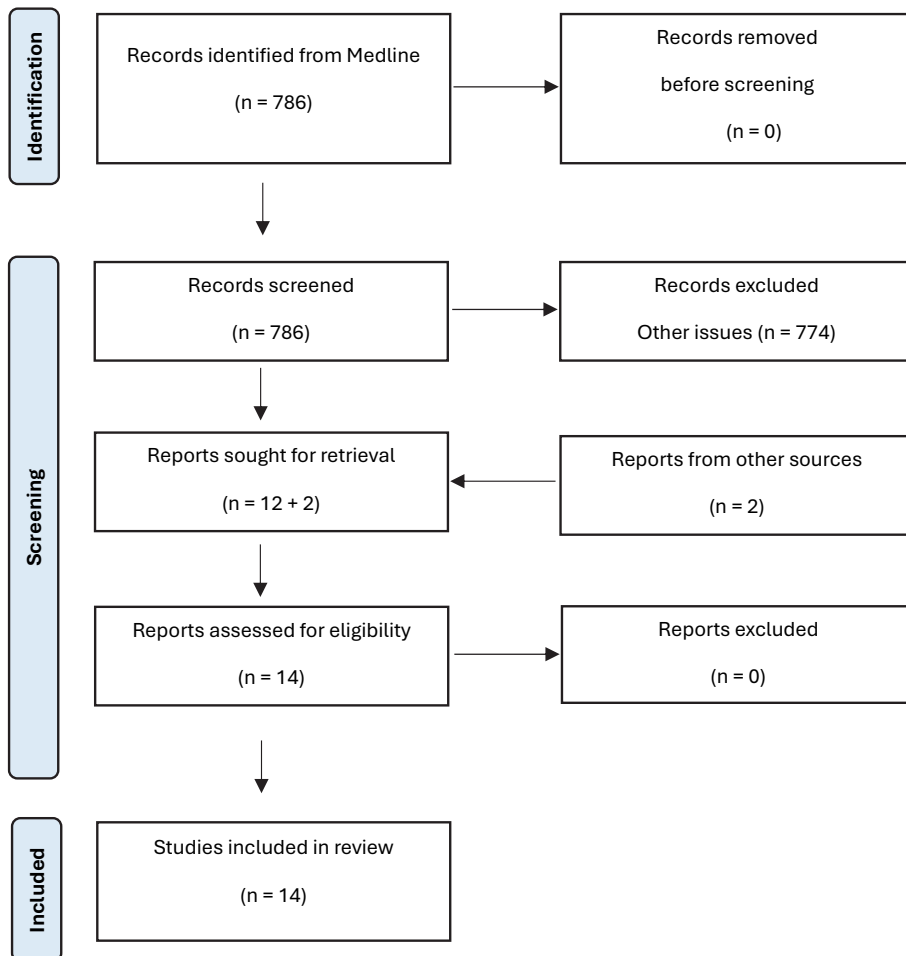 Identification
Records identified from Medline
(n = 786)
Records removed
before screening
(n = 0)
Screening
Records screened
(n = 786)
Records excluded
Other issues (n = 774)
Reports sought for retrieval
(n = 12 + 2)
Reports from other sources
(n = 2)
Reports assessed for eligibility
(n = 14)
Reports excluded
(n = 0)
Included
Studies included in review
(n = 14)